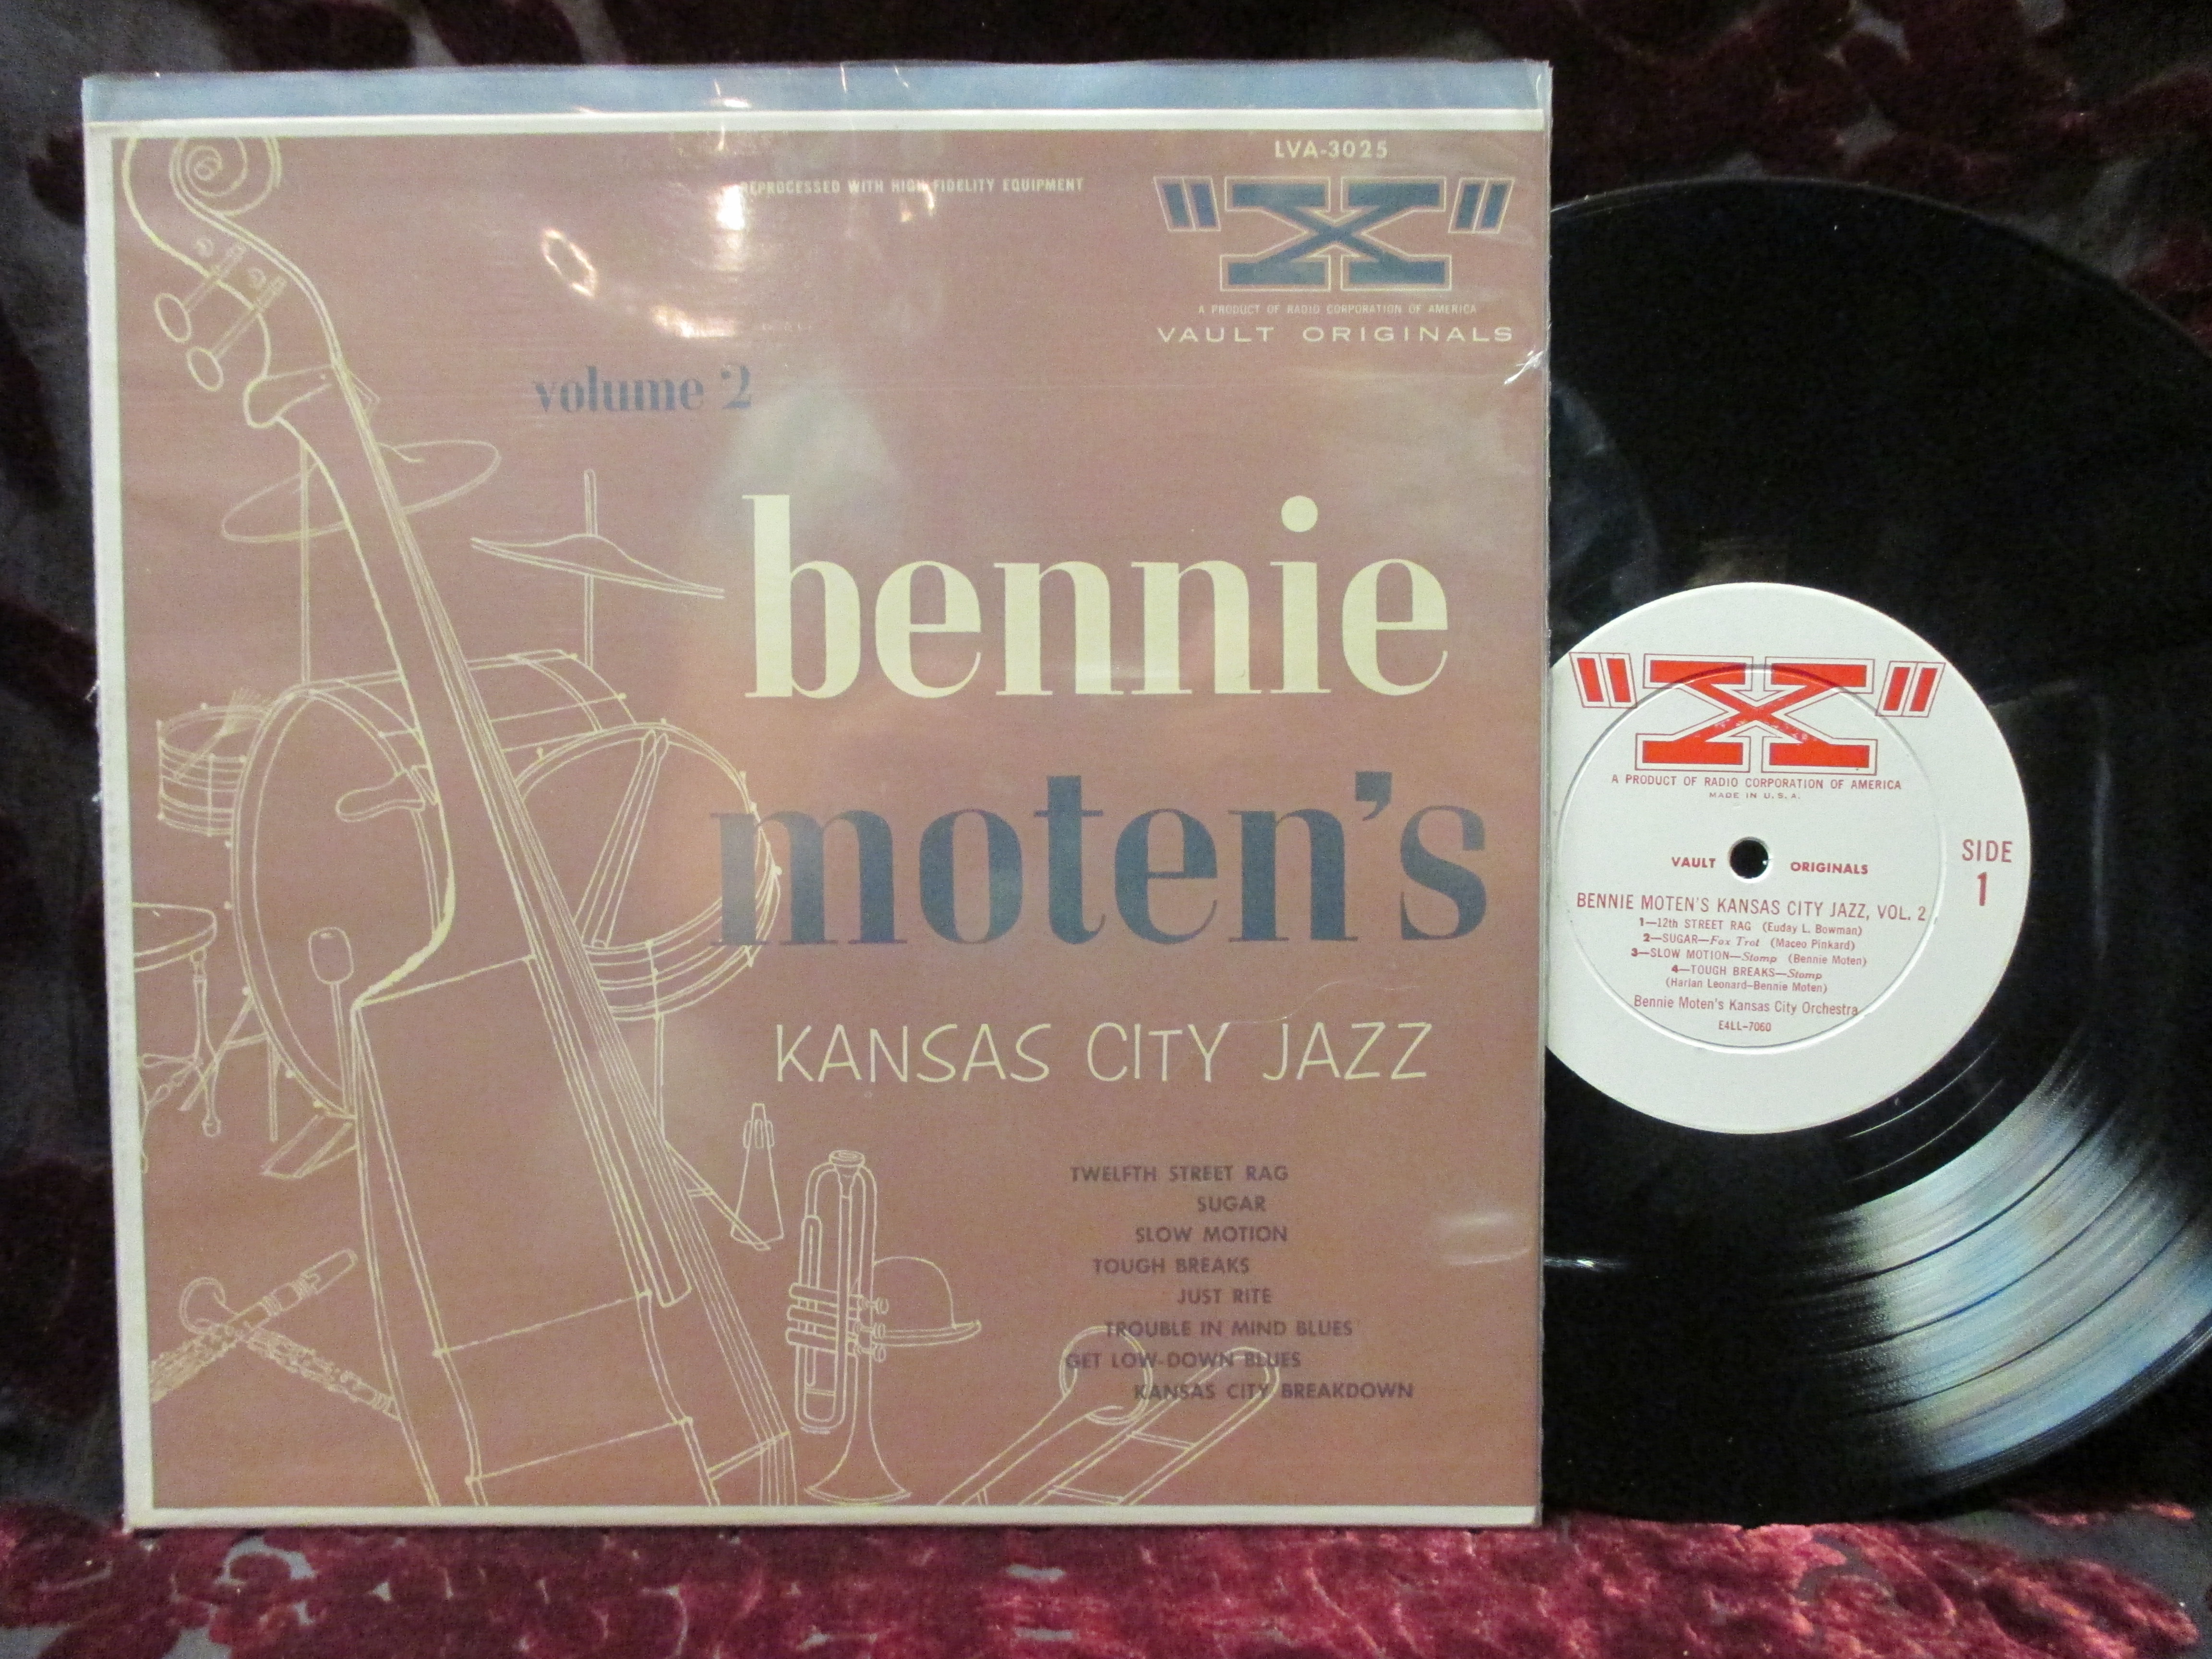 LVA-3025
REPROCESSED WITH HIGH FIDELITY EQUIPMENT
"X"
A PRODUCT OF RADIO CORPORATION OF AMERICA
VAULT ORIGINALS
volume 2
bennie
moten's
KANSAS CITY JAZZ
TWELFTH STREET RAG
SUGAR
SLOW MOTION
TOUGH BREAKS
JUST RITE
TROUBLE IN MIND BLUES
GET LOW-DOWN BLUES
KANSAS CITY BREAKDOWN
"X"
A PRODUCT OF RADIO CORPORATION OF AMERICA
MADE IN U.S.A.
SIDE
1
VAULT ORIGINALS
BENNIE MOTEN'S KANSAS CITY JAZZ, VOL. 2
1—12th STREET RAG (Euday L. Bowman)
2—SUGAR—Fox Trot (Maceo Pinkard)
3—SLOW MOTION—Stomp (Bennie Moten)
4—TOUGH BREAKS—Stomp
(Harlan Leonard-Bennie Moten)
Bennie Moten's Kansas City Orchestra
E4LL-7060